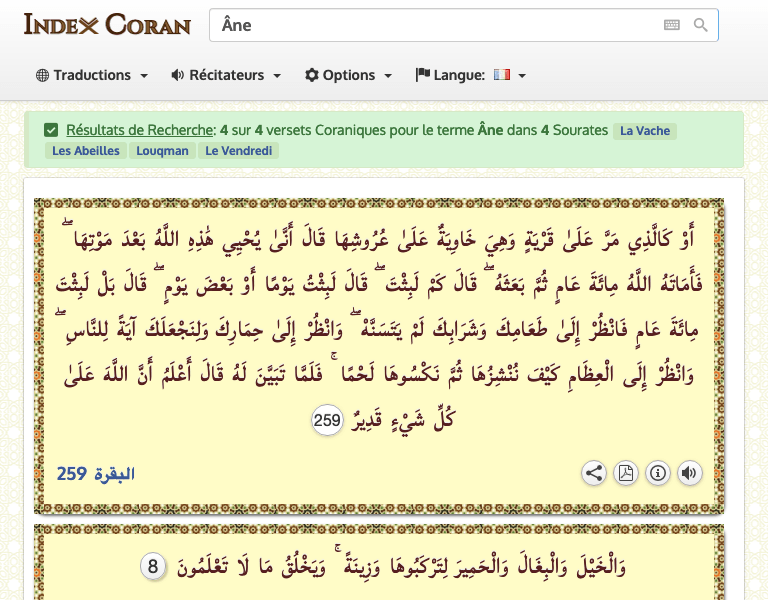 Index Coran
Âne
Traductions
Récitateurs
Options
Langue:
Résultats de Recherche: 4 sur 4 versets Coraniques pour le terme Âne dans 4 Sourates La Vache
Les Abeilles Louqman Le Vendredi
أَوْ كَالَّذِي مَرَّ عَلَىٰ قَرْيَةٍ وَهِيَ خَاوِيَةٌ عَلَىٰ عُرُوشِهَا قَالَ أَنَّىٰ يُحْيِي هَٰذِهِ اللَّهُ بَعْدَ مَوْتِهَا ۖ
فَأَمَاتَهُ اللَّهُ مِائَةَ عَامٍ ثُمَّ بَعَثَهُ ۖ قَالَ كَمْ لَبِثْتَ ۖ قَالَ لَبِثْتُ يَوْمًا أَوْ بَعْضَ يَوْمٍ ۖ قَالَ بَلْ لَبِثْتَ
مِائَةَ عَامٍ فَانْظُرْ إِلَىٰ طَعَامِكَ وَشَرَابِكَ لَمْ يَتَسَنَّهْ ۖ وَانْظُرْ إِلَىٰ حِمَارِكَ وَلِنَجْعَلَكَ آيَةً لِلنَّاسِ ۖ
وَانْظُرْ إِلَى الْعِظَامِ كَيْفَ نُنْشِزُهَا ثُمَّ نَكْسُوهَا لَحْمًا ۚ فَلَمَّا تَبَيَّنَ لَهُ قَالَ أَعْلَمُ أَنَّ اللَّهَ عَلَىٰ
كُلِّ شَيْءٍ قَدِيرٌ 259
البقرة 259
وَالْخَيْلَ وَالْبِغَالَ وَالْحَمِيرَ لِتَرْكَبُوهَا وَزِينَةً ۚ وَيَخْلُقُ مَا لَا تَعْلَمُونَ 8